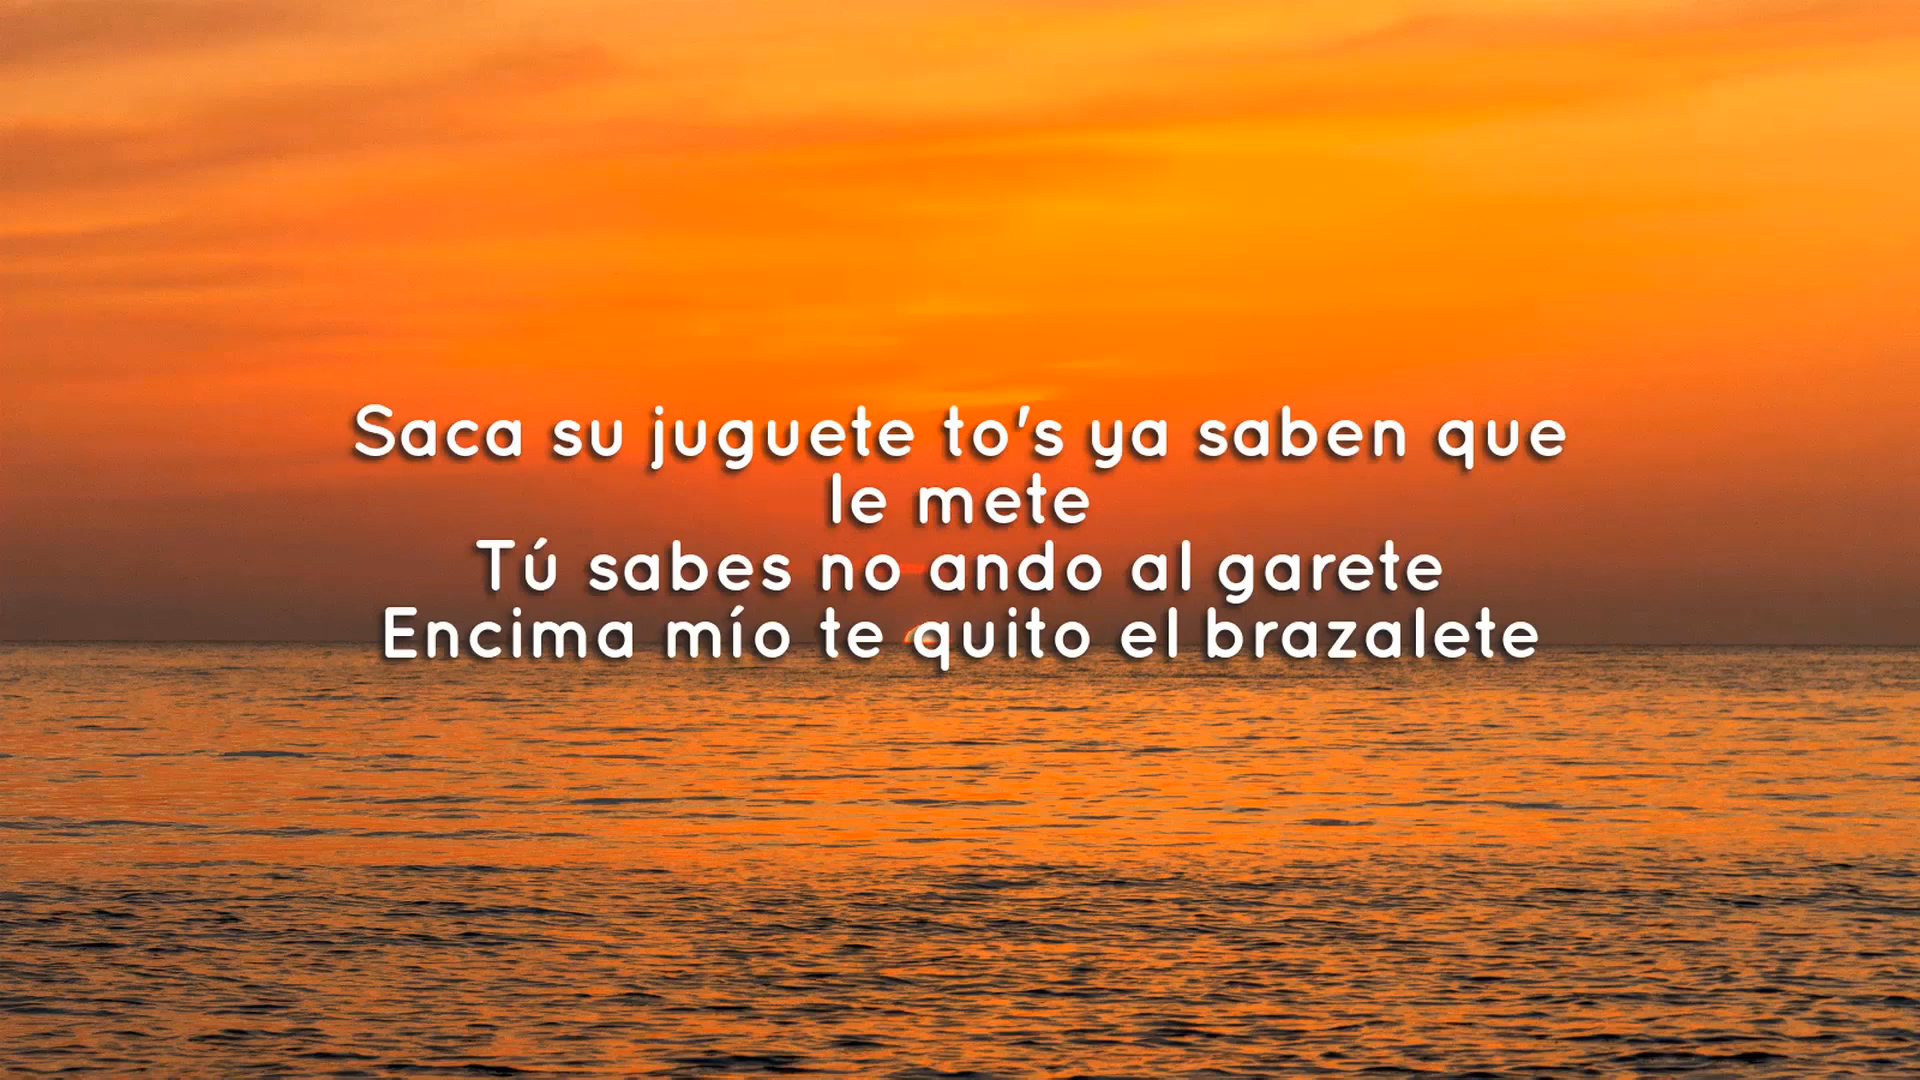 Saca su juguete to's ya saben que
le mete
Tú sabes no ando al garete
Encima mío te quito el brazalete